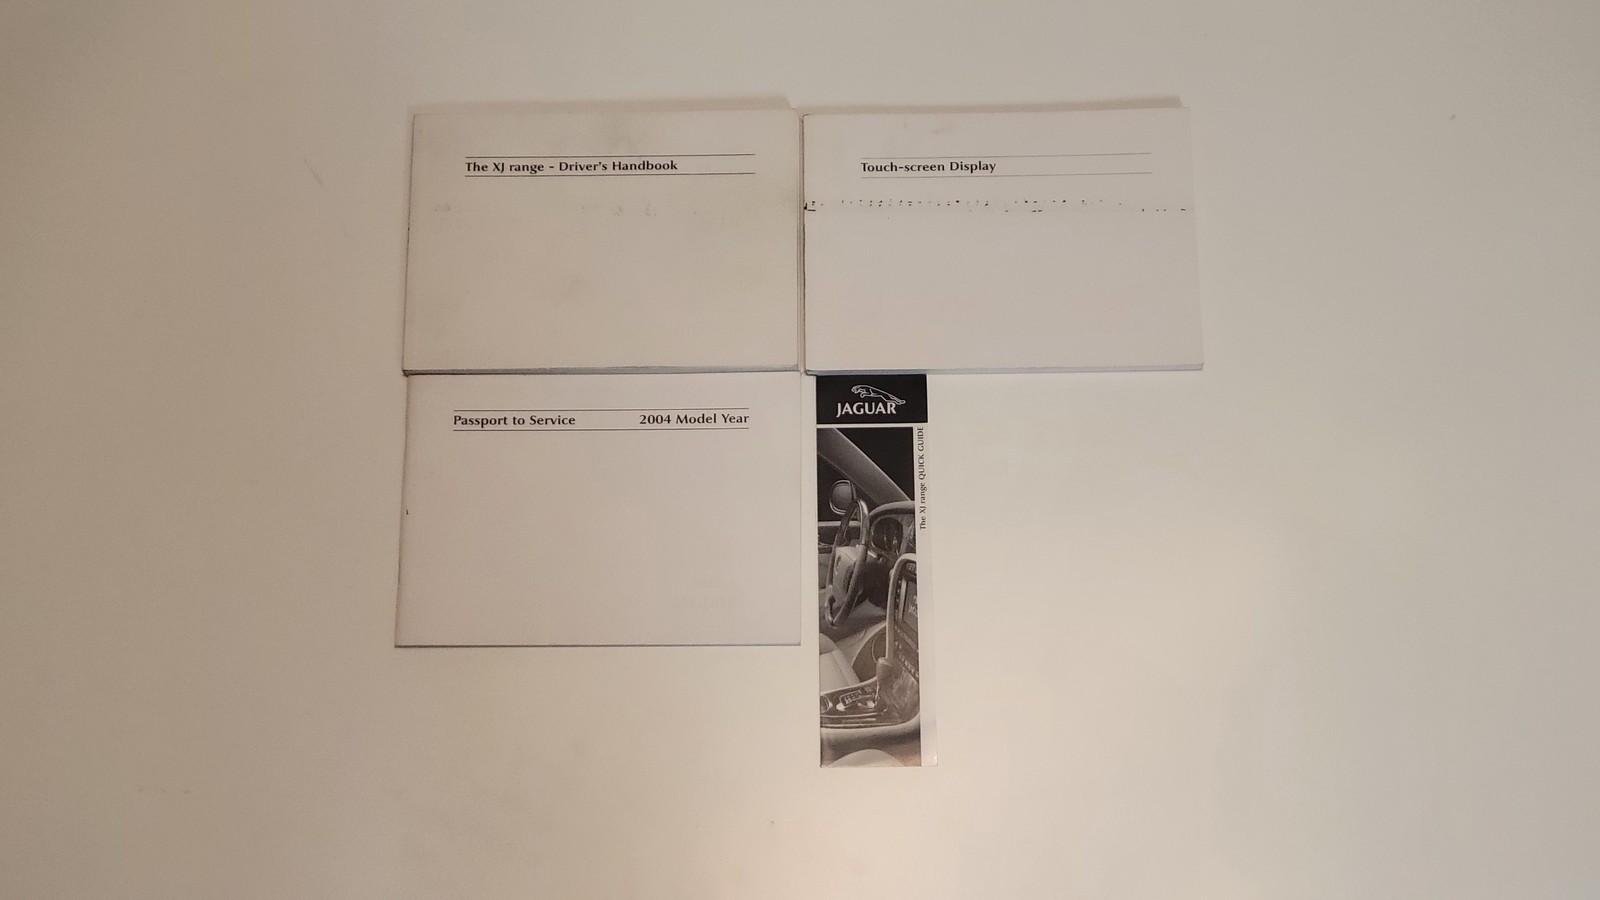 The XJ range - Driver's Handbook
Touch-screen Display
Passport to Service 2004 Model Year
JAGUAR
The XJ range QUICK GUIDE